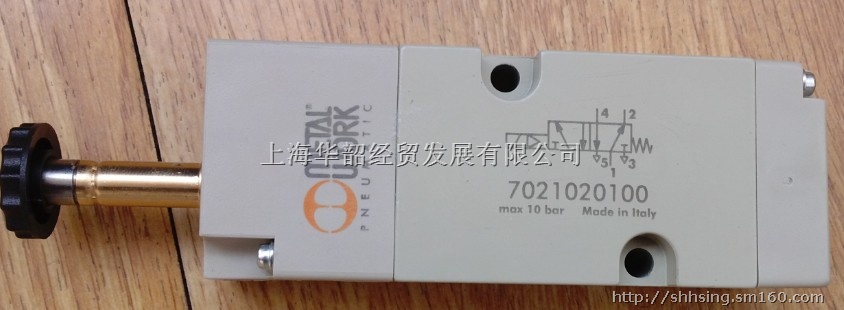 METAL
WORK
PNEUMATIC
4 2
5 3
1
7021020100
max 10 bar Made in Italy
上海华韶经贸发展有限公司
http://shhsing.sm160.com/